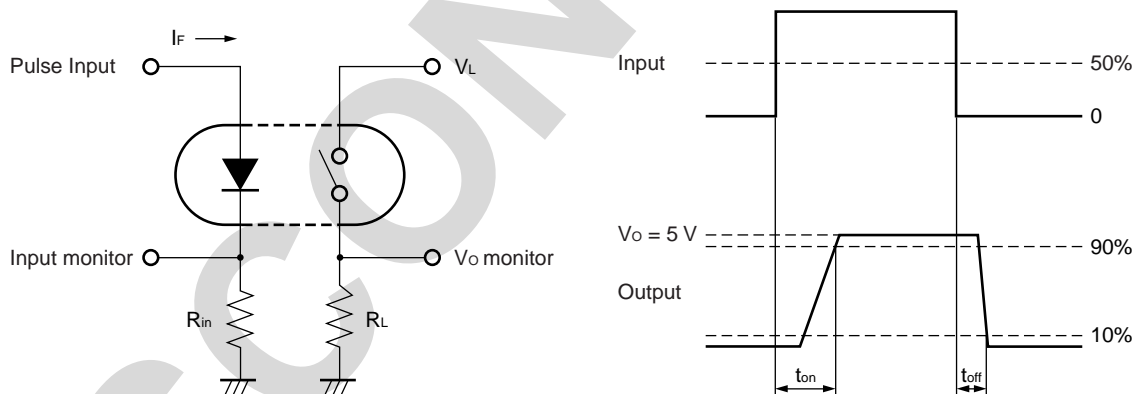 IF
Pulse Input
VL
Input monitor
VO monitor
Rin
RL
Input
50%
0
VO = 5 V
90%
Output
10%
ton
toff